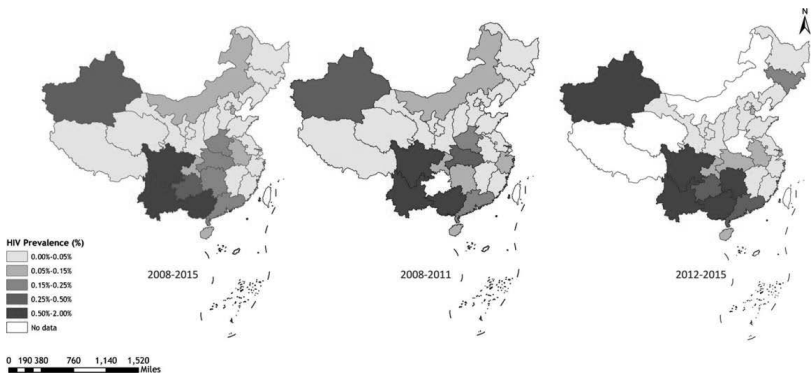 N
HIV Prevalence (%)
0.00%-0.05%
0.05%-0.15%
0.15%-0.25%
0.25%-0.50%
0.50%-2.00%
No data
2008-2015
2008-2011
2012-2015
0 190 380 760 1,140 1,520
Miles